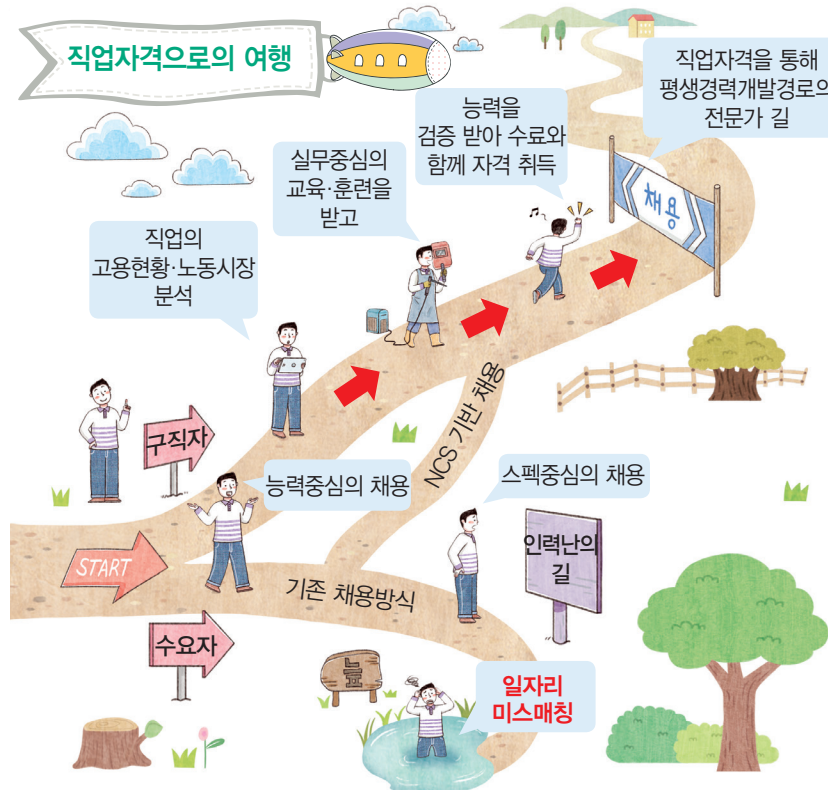 직업자격으로의 여행
직업자격을 통해
평생경력개발경로의
전문가 길
능력을
검증 받아 수료와
함께 자격 취득
실무중심의
교육·훈련을
받고
직업의
고용현황·노동시장
분석
채용
구직자
능력중심의 채용
NCS 기반 채용
스펙중심의 채용
인력난의
길
START
기존 채용방식
수요자
늪
일자리
미스매칭